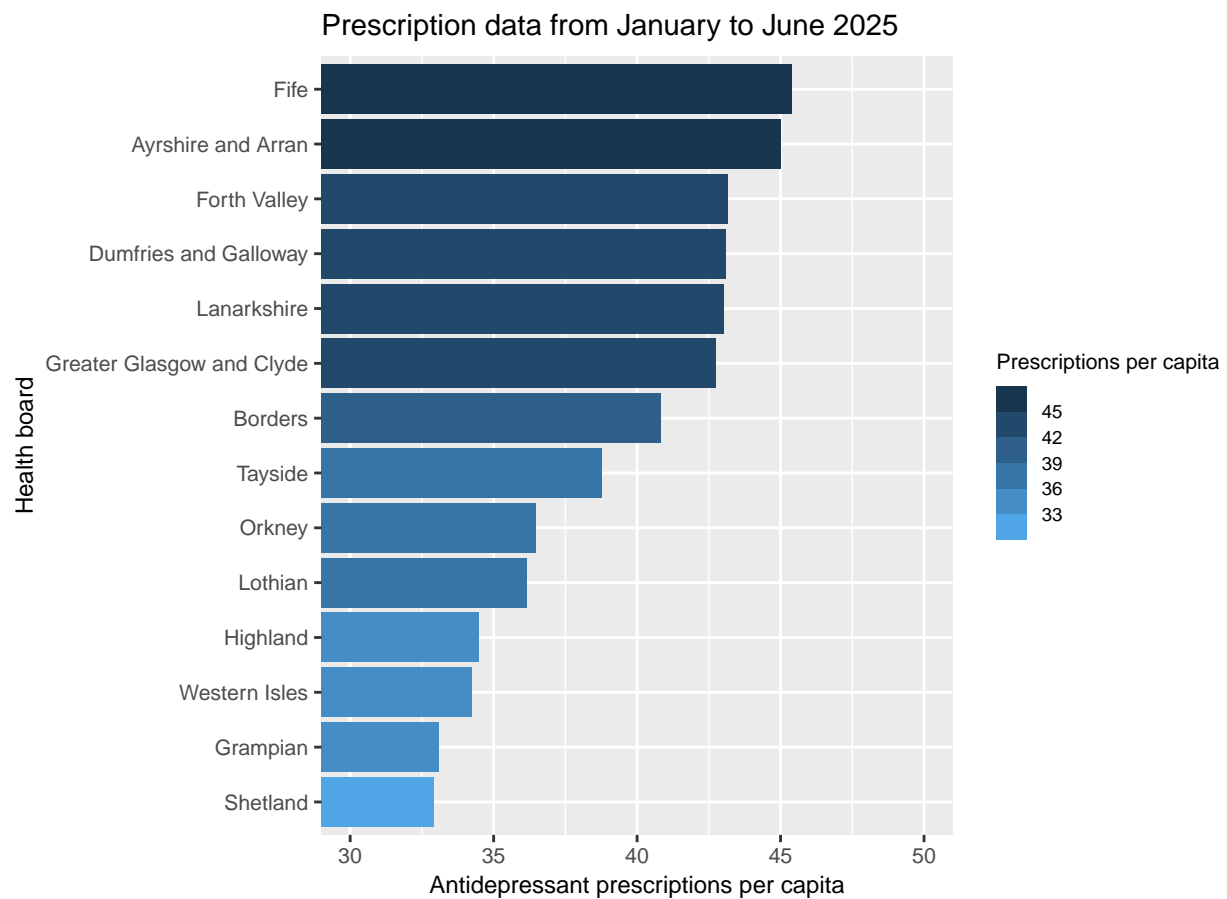 Prescription data from January to June 2025
Fife
Ayrshire and Arran
Forth Valley
Dumfries and Galloway
Lanarkshire
Greater Glasgow and Clyde
Borders
Tayside
Orkney
Lothian
Highland
Western Isles
Grampian
Shetland
Health board
30 35 40 45 50
Antidepressant prescriptions per capita
Prescriptions per capita
45
42
39
36
33